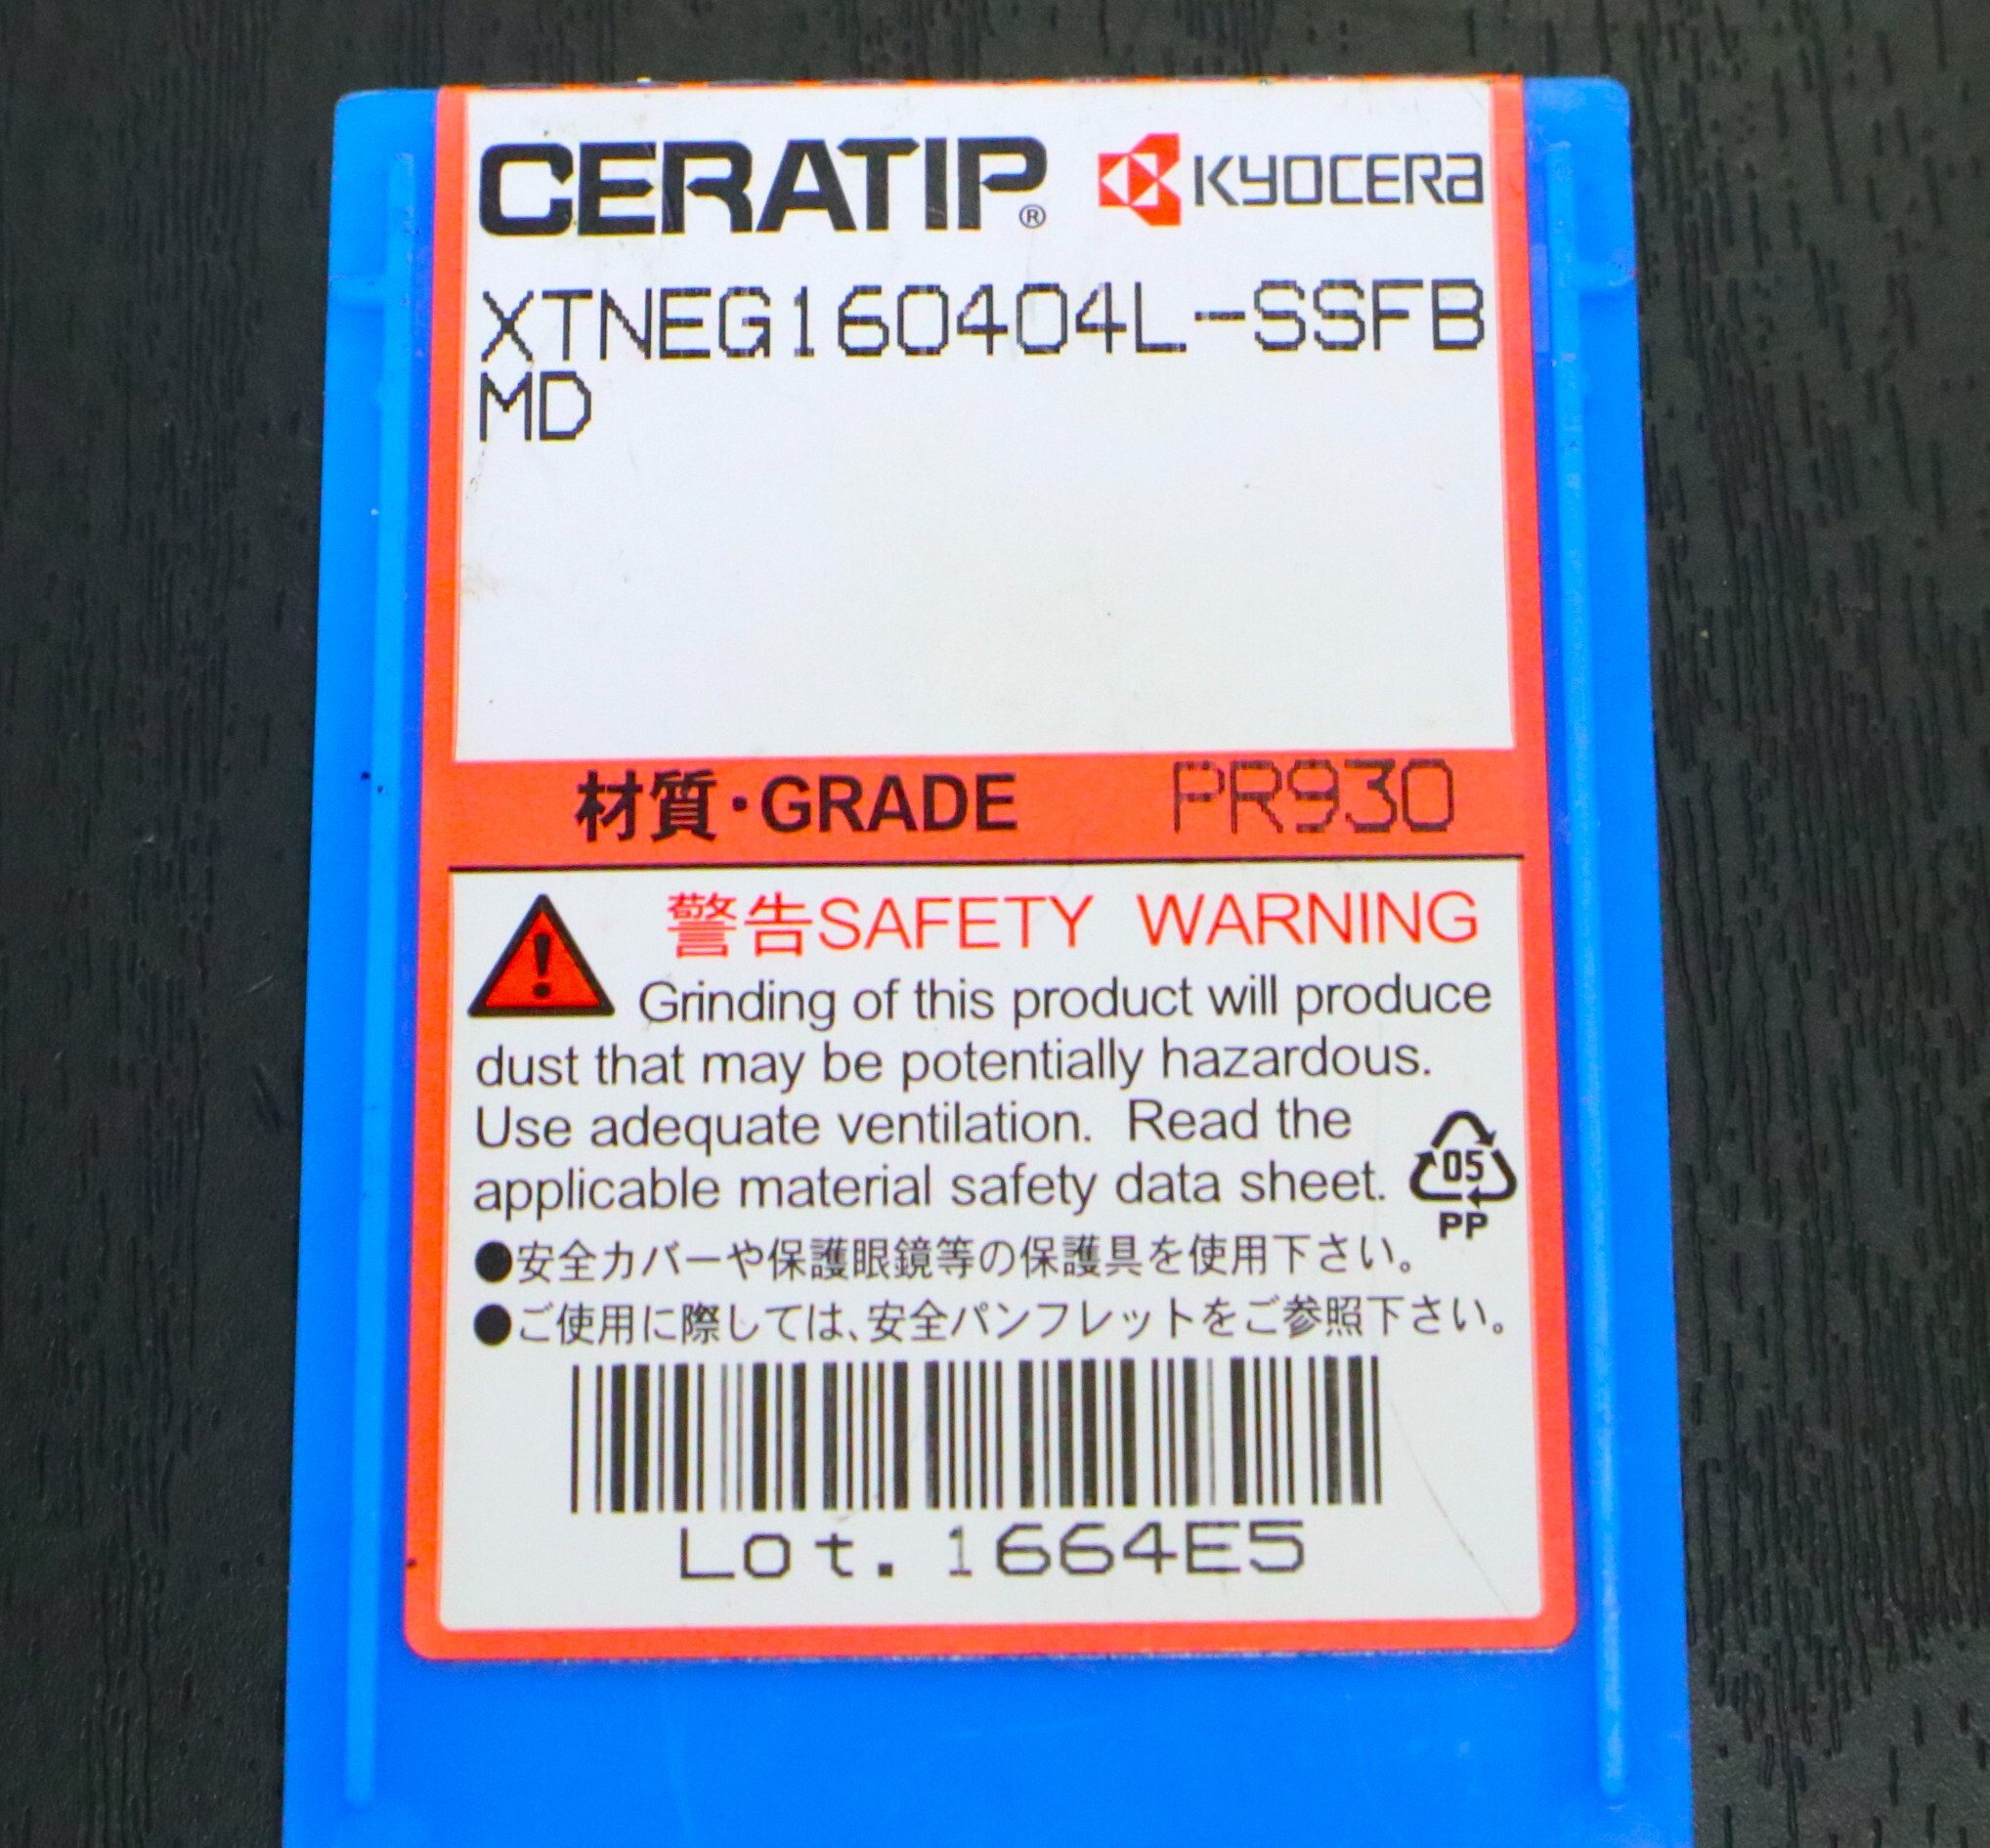 CERATIP® KYOCERA
XTNEG160404L-SSFB
MD
材質・GRADE PR930
警告SAFETY WARNING
Grinding of this product will produce
dust that may be potentially hazardous.
Use adequate ventilation. Read the
applicable material safety data sheet.
05
PP
●安全カバーや保護眼鏡等の保護具を使用下さい。
●ご使用に際しては、安全パンフレットをご参照下さい。
Lot. 1664E5